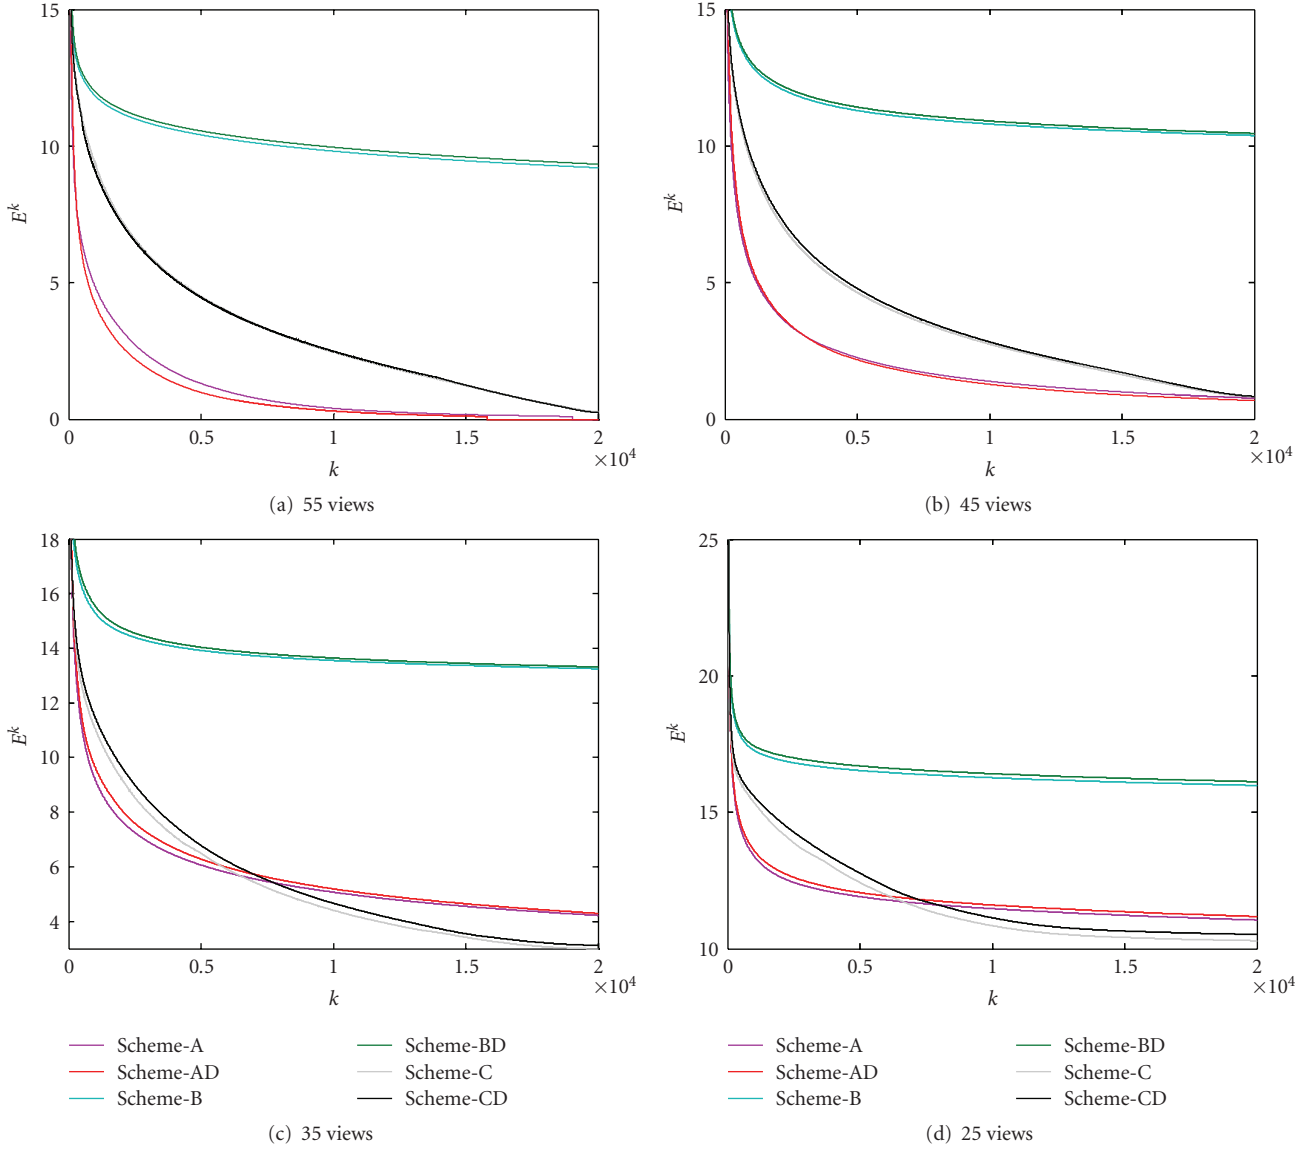 15
10
5
0
E^k
0
0.5
1
1.5
2
×10^4
k
(a) 55 views
15
10
5
0
E^k
0
0.5
1
1.5
2
×10^4
k
(b) 45 views
18
16
14
12
10
8
6
4
E^k
0
0.5
1
1.5
2
×10^4
k
Scheme-A
Scheme-AD
Scheme-B
Scheme-BD
Scheme-C
Scheme-CD
(c) 35 views
25
20
15
10
E^k
0
0.5
1
1.5
2
×10^4
k
Scheme-A
Scheme-AD
Scheme-B
Scheme-BD
Scheme-C
Scheme-CD
(d) 25 views